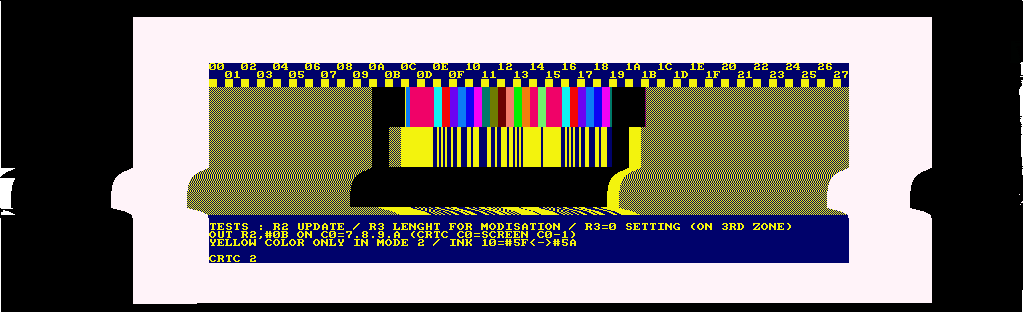 00 02 04 06 08 0A 0C 0E 10 12 14 16 18 1A 1C 1E 20 22 24 26
01 03 05 07 09 0B 0D 0F 11 13 15 17 19 1B 1D 1F 21 23 25 27
TESTS : R2 UPDATE / R3 LENGHT FOR MODISATION / R3=0 SETTING (ON 3RD ZONE)
OUT R2,#0B ON C0=7.8.9.A (CRTC C0=SCREEN C0-1)
YELLOW COLOR ONLY IN MODE 2 / INK 10=#5F<->#5A
CRTC 2